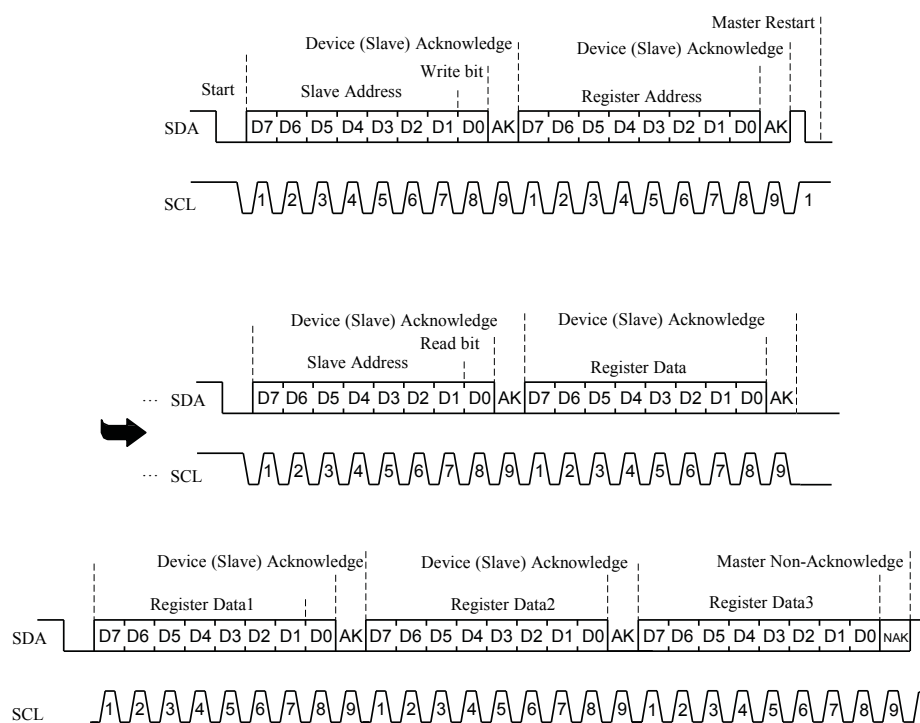 Master Restart
Device (Slave) Acknowledge Device (Slave) Acknowledge
Write bit
Start Slave Address Register Address
SDA D7 D6 D5 D4 D3 D2 D1 D0 AK D7 D6 D5 D4 D3 D2 D1 D0 AK
SCL 1 2 3 4 5 6 7 8 9 1 2 3 4 5 6 7 8 9 1
Device (Slave) Acknowledge Device (Slave) Acknowledge
Read bit
Slave Address Register Data
... SDA D7 D6 D5 D4 D3 D2 D1 D0 AK D7 D6 D5 D4 D3 D2 D1 D0 AK
... SCL 1 2 3 4 5 6 7 8 9 1 2 3 4 5 6 7 8 9
Device (Slave) Acknowledge Device (Slave) Acknowledge Master Non-Acknowledge
Register Data1 Register Data2 Register Data3
SDA D7 D6 D5 D4 D3 D2 D1 D0 AK D7 D6 D5 D4 D3 D2 D1 D0 AK D7 D6 D5 D4 D3 D2 D1 D0 NAK
SCL 1 2 3 4 5 6 7 8 9 1 2 3 4 5 6 7 8 9 1 2 3 4 5 6 7 8 9